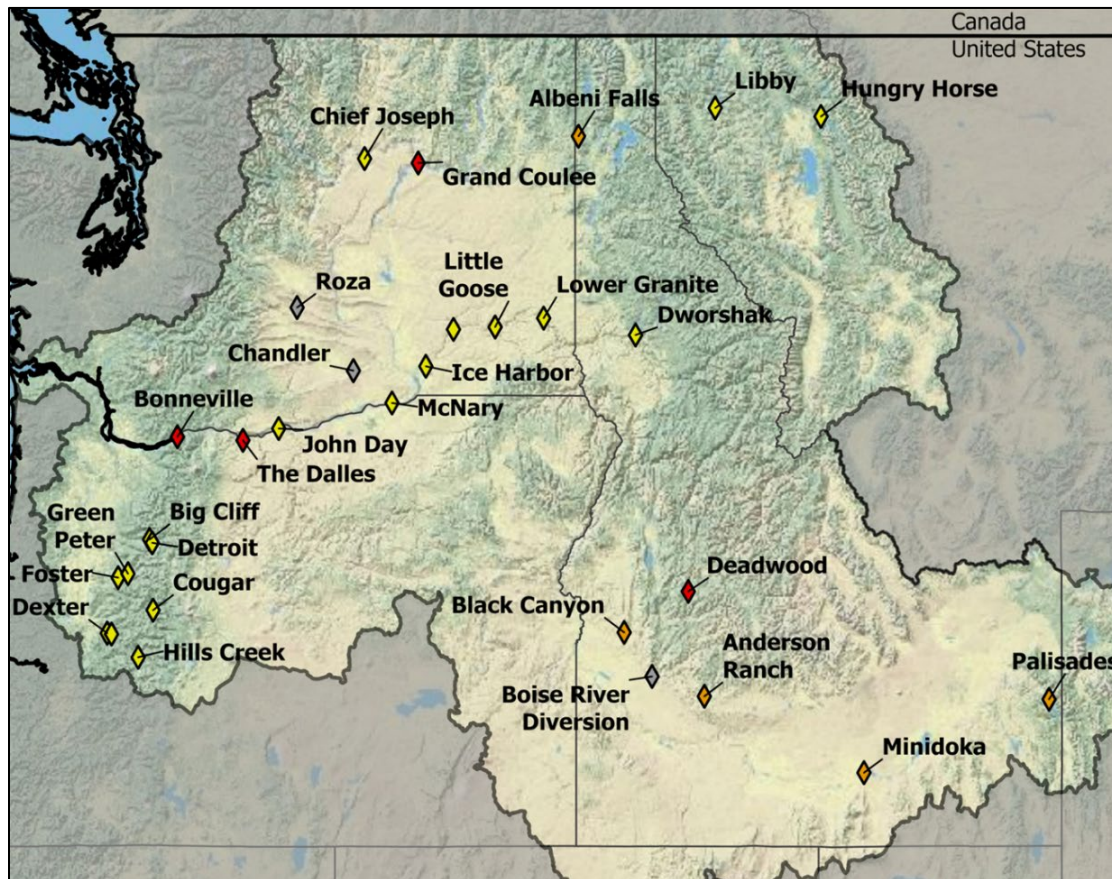 Canada
United States
Libby
Hungry Horse
Albeni Falls
Chief Joseph
Grand Coulee
Little
Goose
Roza
Lower Granite
Dworshak
Chandler
Ice Harbor
Bonneville
McNary
John Day
The Dalles
Green
Peter
Big Cliff
Detroit
Foster
Cougar
Dexter
Hills Creek
Deadwood
Black Canyon
Anderson
Ranch
Boise River
Diversion
Palisades
Minidoka